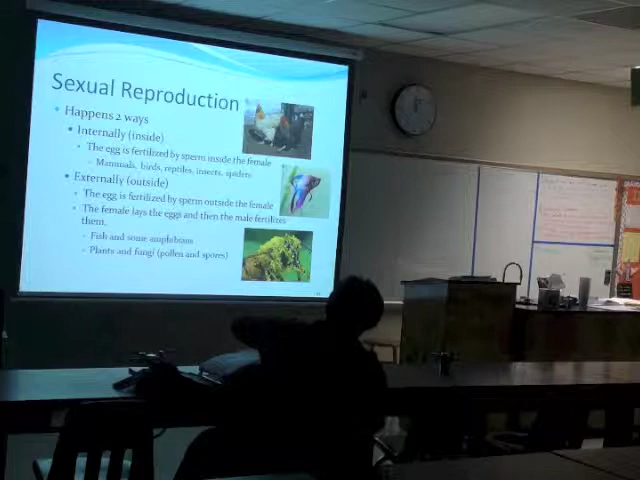 Sexual Reproduction
Happens 2 ways
Internally (inside)
The egg is fertilized by sperm inside the female
Mammals, birds, reptiles, insects, spiders
Externally (outside)
The egg is fertilized by sperm outside the female
The female lays the eggs and then the male fertilizes
them.
Fish and some amphibians
Plants and fungi (pollen and spores)